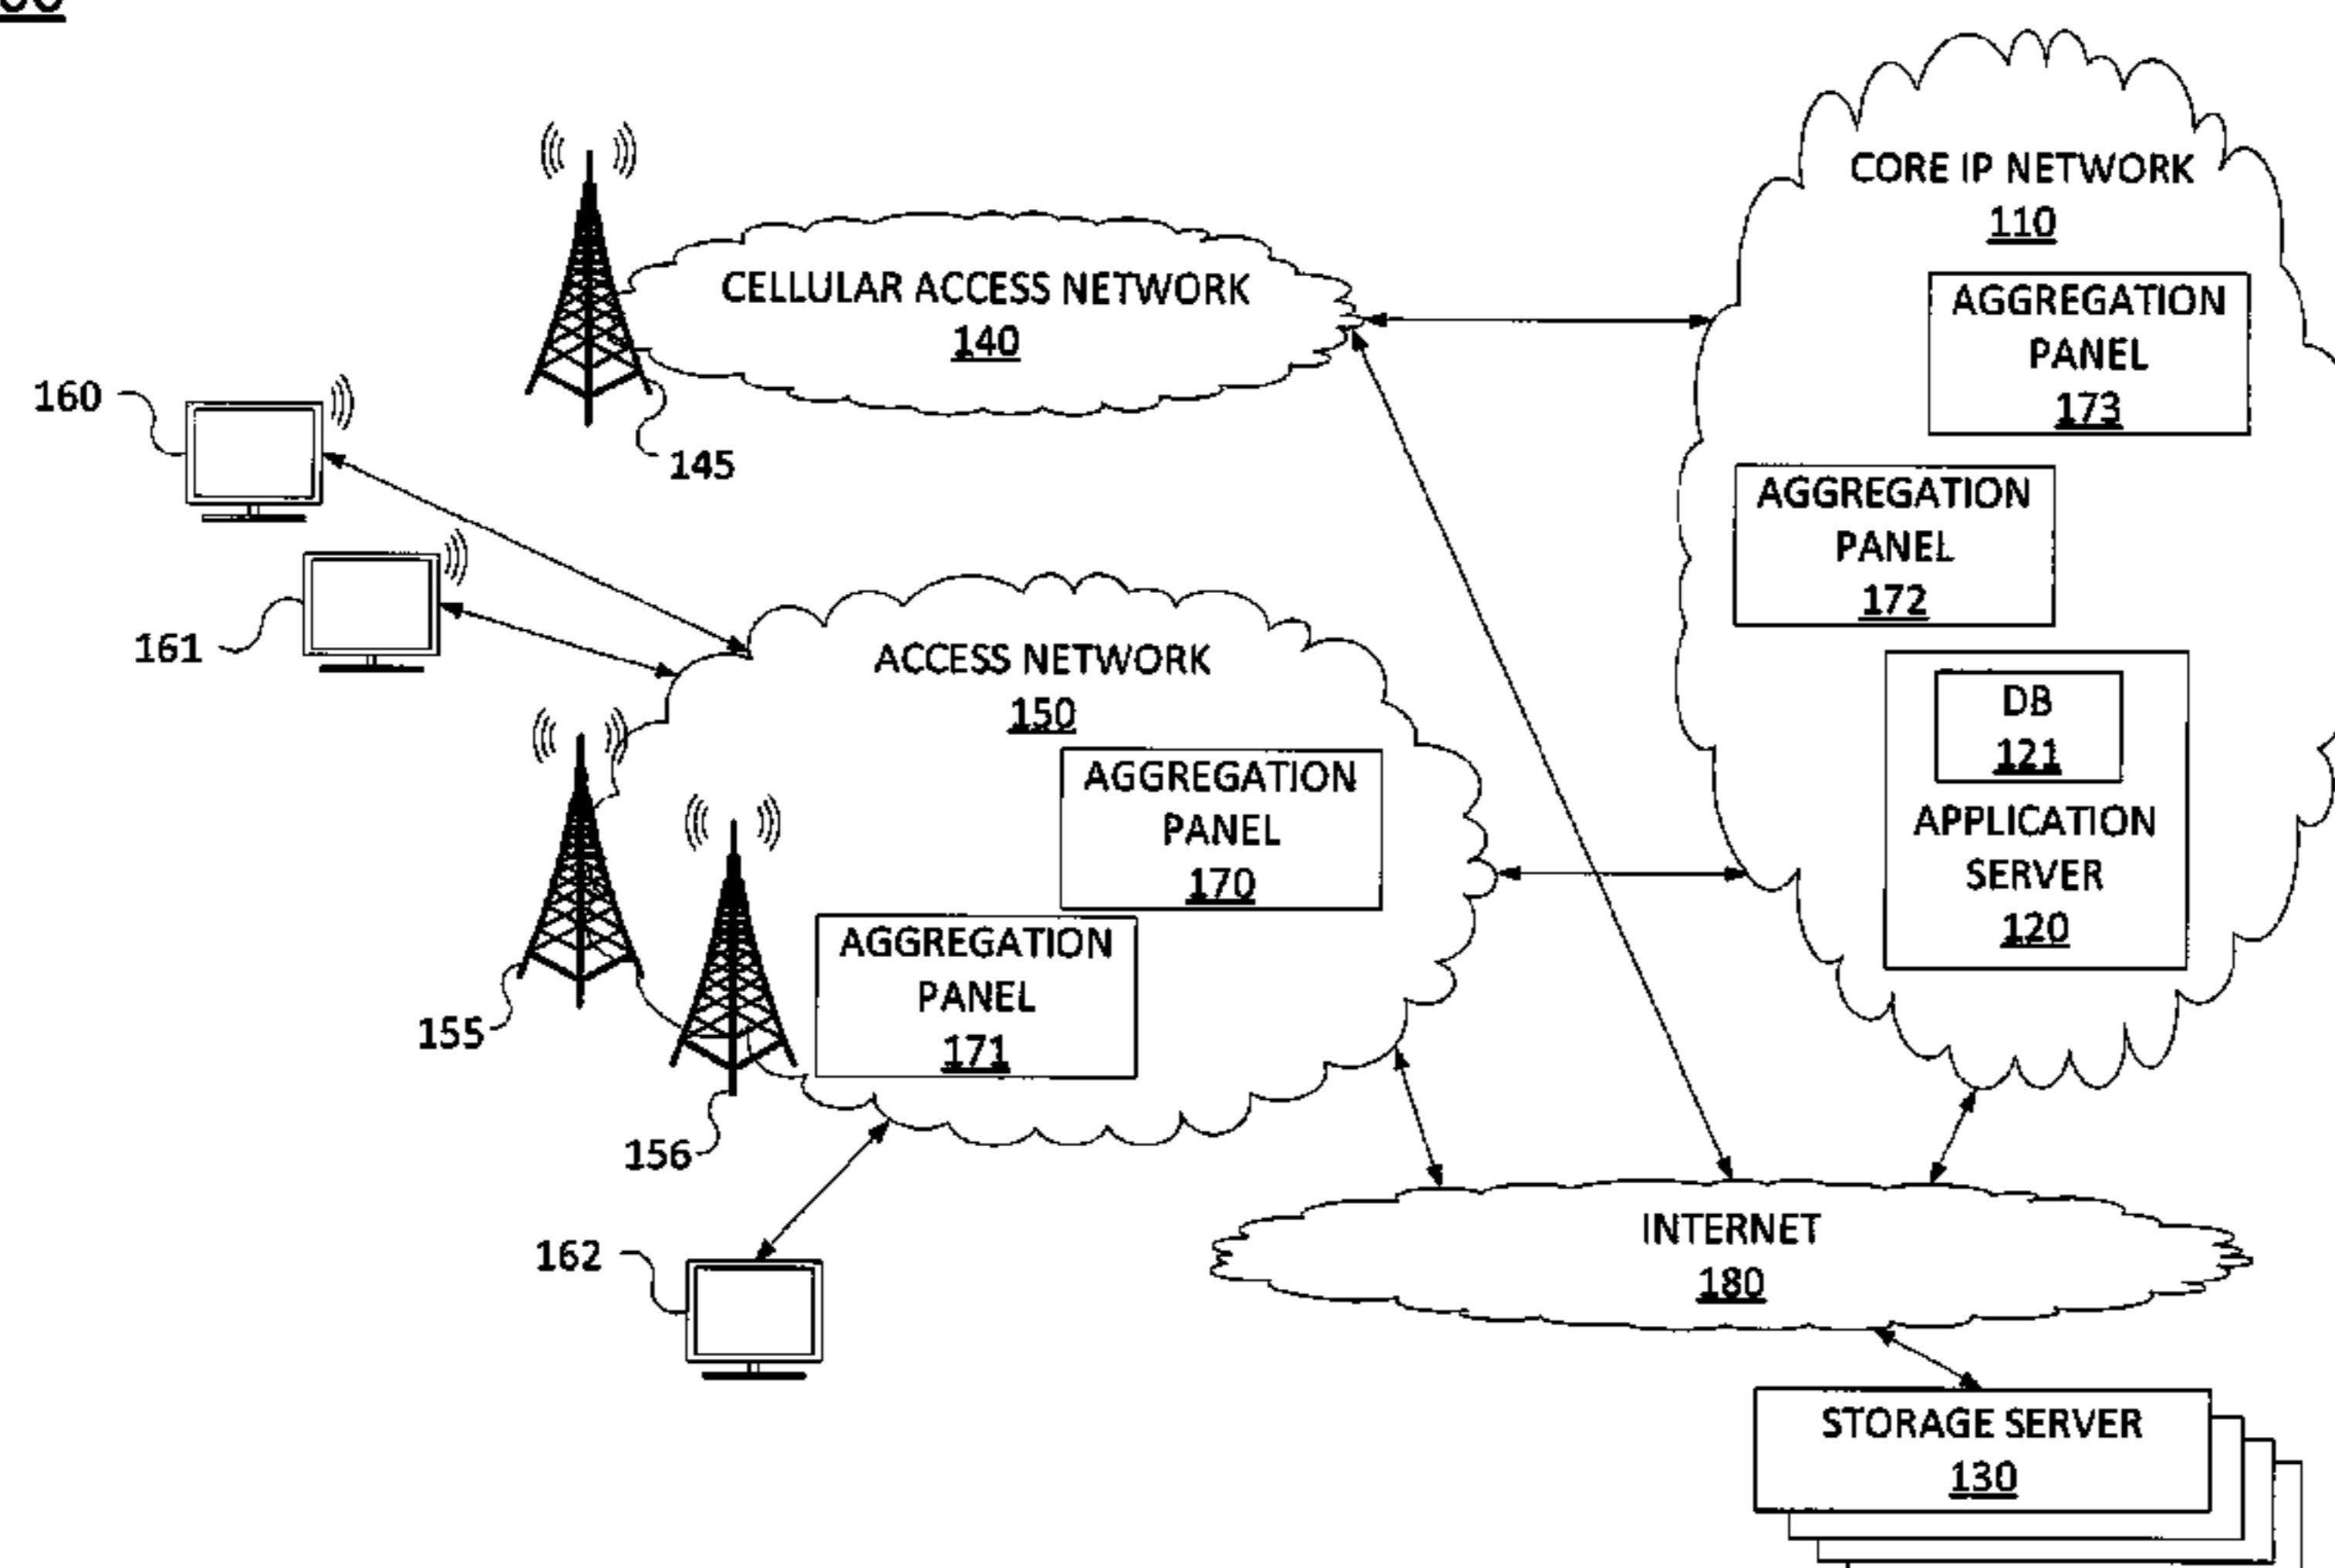 CORE IP NETWORK
110
AGGREGATION
PANEL
173
CELLULAR ACCESS NETWORK
140
160
145
AGGREGATION
PANEL
172
161
ACCESS NETWORK
150
DB
121
APPLICATION
SERVER
120
AGGREGATION
PANEL
170
AGGREGATION
PANEL
171
155
156
162
INTERNET
180
STORAGE SERVER
130